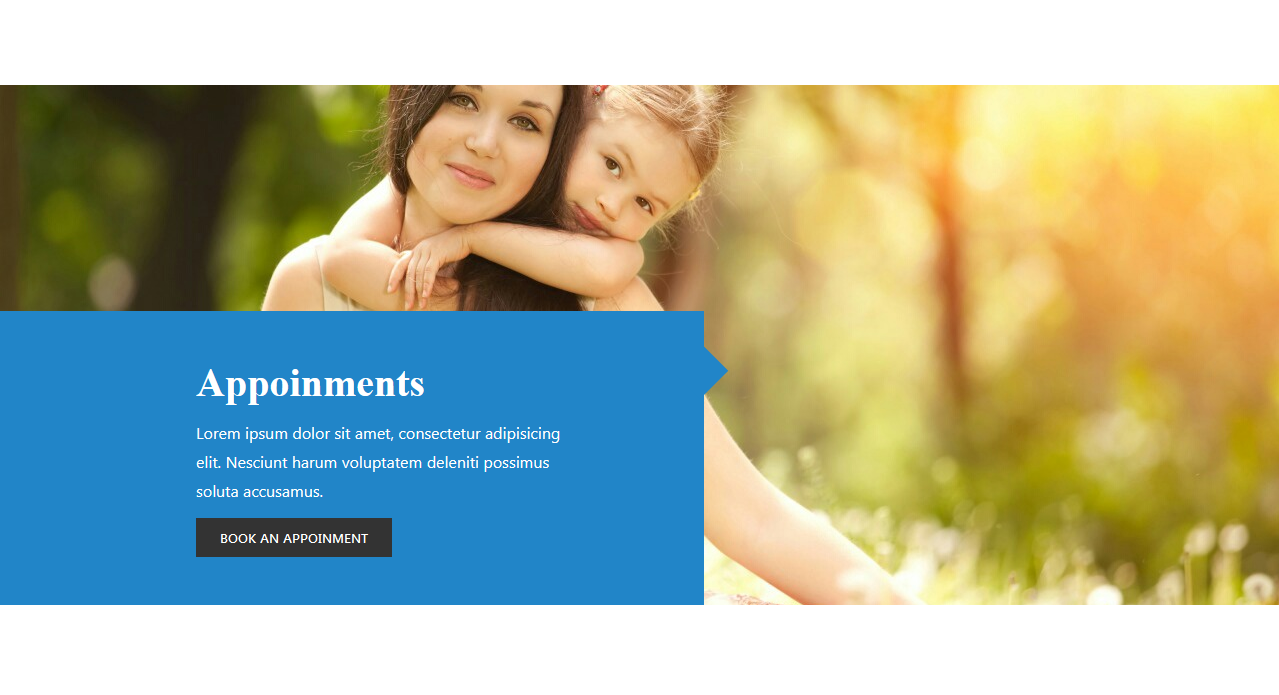 Appoinments
Lorem ipsum dolor sit amet, consectetur adipisicing
elit. Nesciunt harum voluptatem deleniti possimus
soluta accusamus.
BOOK AN APPOINMENT